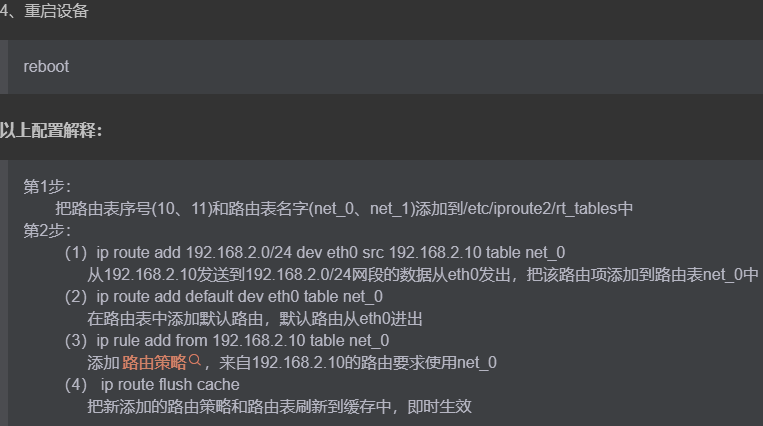 4、重启设备
reboot
以上配置解释：
第1步：
把路由表序号(10、11)和路由表名字(net_0、net_1)添加到/etc/iproute2/rt_tables中
第2步：
（1）ip route add 192.168.2.0/24 dev eth0 src 192.168.2.10 table net_0
从192.168.2.10发送到192.168.2.0/24网段的数据从eth0发出，把该路由项添加到路由表net_0中
（2）ip route add default dev eth0 table net_0
在路由表中添加默认路由，默认路由从eth0进出
（3）ip rule add from 192.168.2.10 table net_0
添加路由策略，来自192.168.2.10的路由要求使用net_0
（4） ip route flush cache
把新添加的路由策略和路由表刷新到缓存中，即时生效